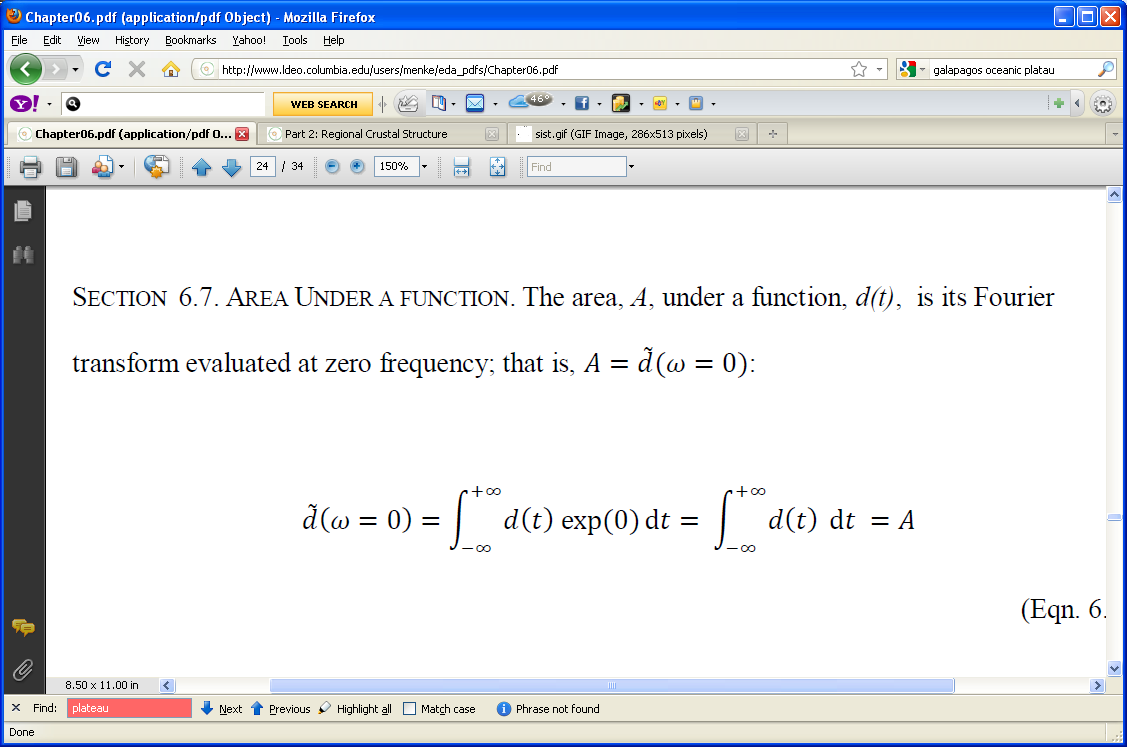 Chapter06.pdf (application/pdf Object) - Mozilla Firefox
File Edit View History Bookmarks Yahoo! Tools Help
http://www.ldeo.columbia.edu/users/menke/eda_pdfs/Chapter06.pdf galapagos oceanic platau
Y! WEB SEARCH 46°
Chapter06.pdf (application/pdf O... Part 2: Regional Crustal Structure sist.gif (GIF Image, 286x513 pixels)
24 / 34 150% Find
SECTION 6.7. AREA UNDER A FUNCTION. The area, A, under a function, d(t), is its Fourier
transform evaluated at zero frequency; that is, A = d̃(ω = 0):
d̃(ω = 0) = ∫_{−∞}^{+∞} d(t) exp(0) dt = ∫_{−∞}^{+∞} d(t) dt = A
(Eqn. 6.
8.50 x 11.00 in
Find: plateau Next Previous Highlight all Match case Phrase not found
Done